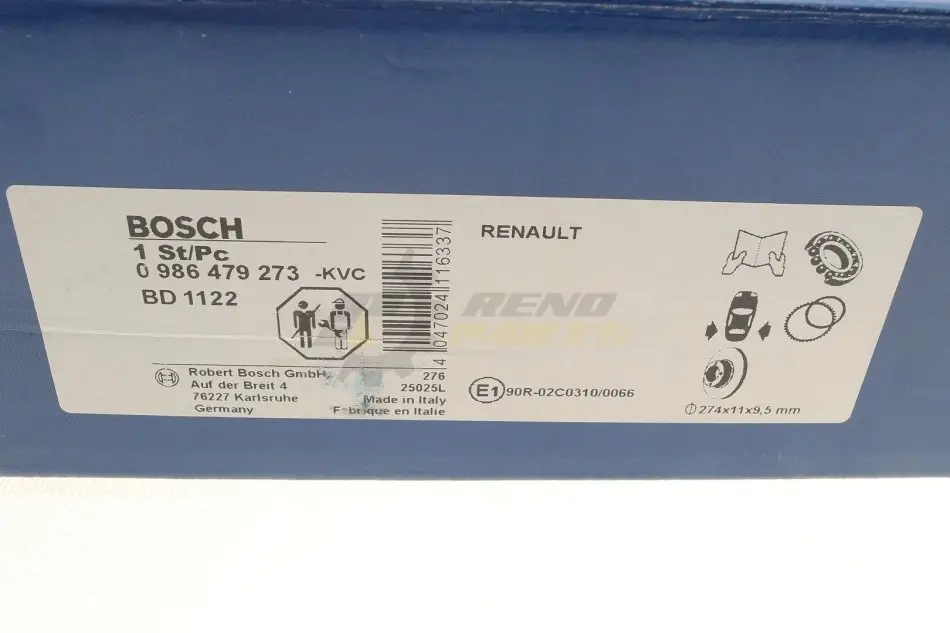 BOSCH
1 St/Pc
0 986 479 273 -KVC
BD 1122
4 047024 116337
RENAULT
RENO
PARTS
Robert Bosch GmbH,
Auf der Breit 4
76227 Karlsruhe
Germany
276
25025L
Made in Italy
Fabrique en Italie
E1 90R-02C0310/0066
274x11x9,5 mm